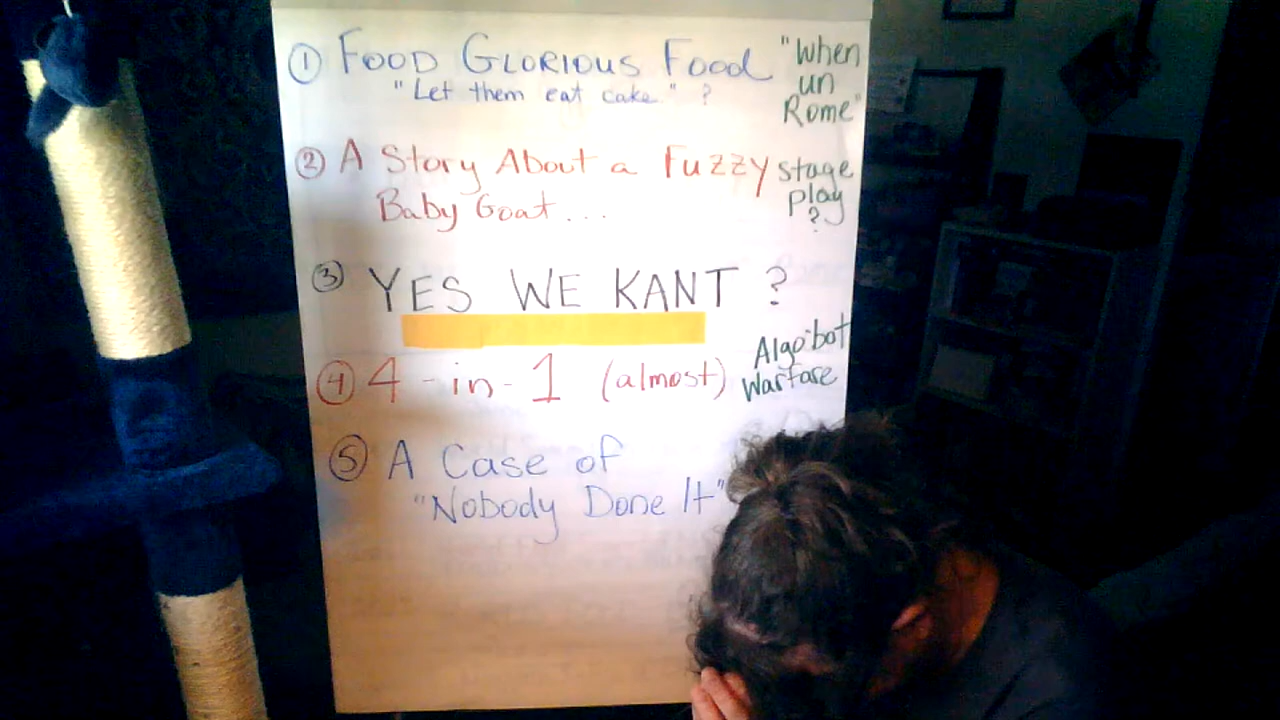 ① FOOD GLORIOUS FOOD
"Let them eat cake" ?
"When
un
Rome"
② A Story About a Fuzzy
Baby Goat...
stage
play
?
③ YES WE KANT ?
④ 4-in-1 (almost)
Algo-bot
Warfare
⑤ A Case of
"Nobody Done It"